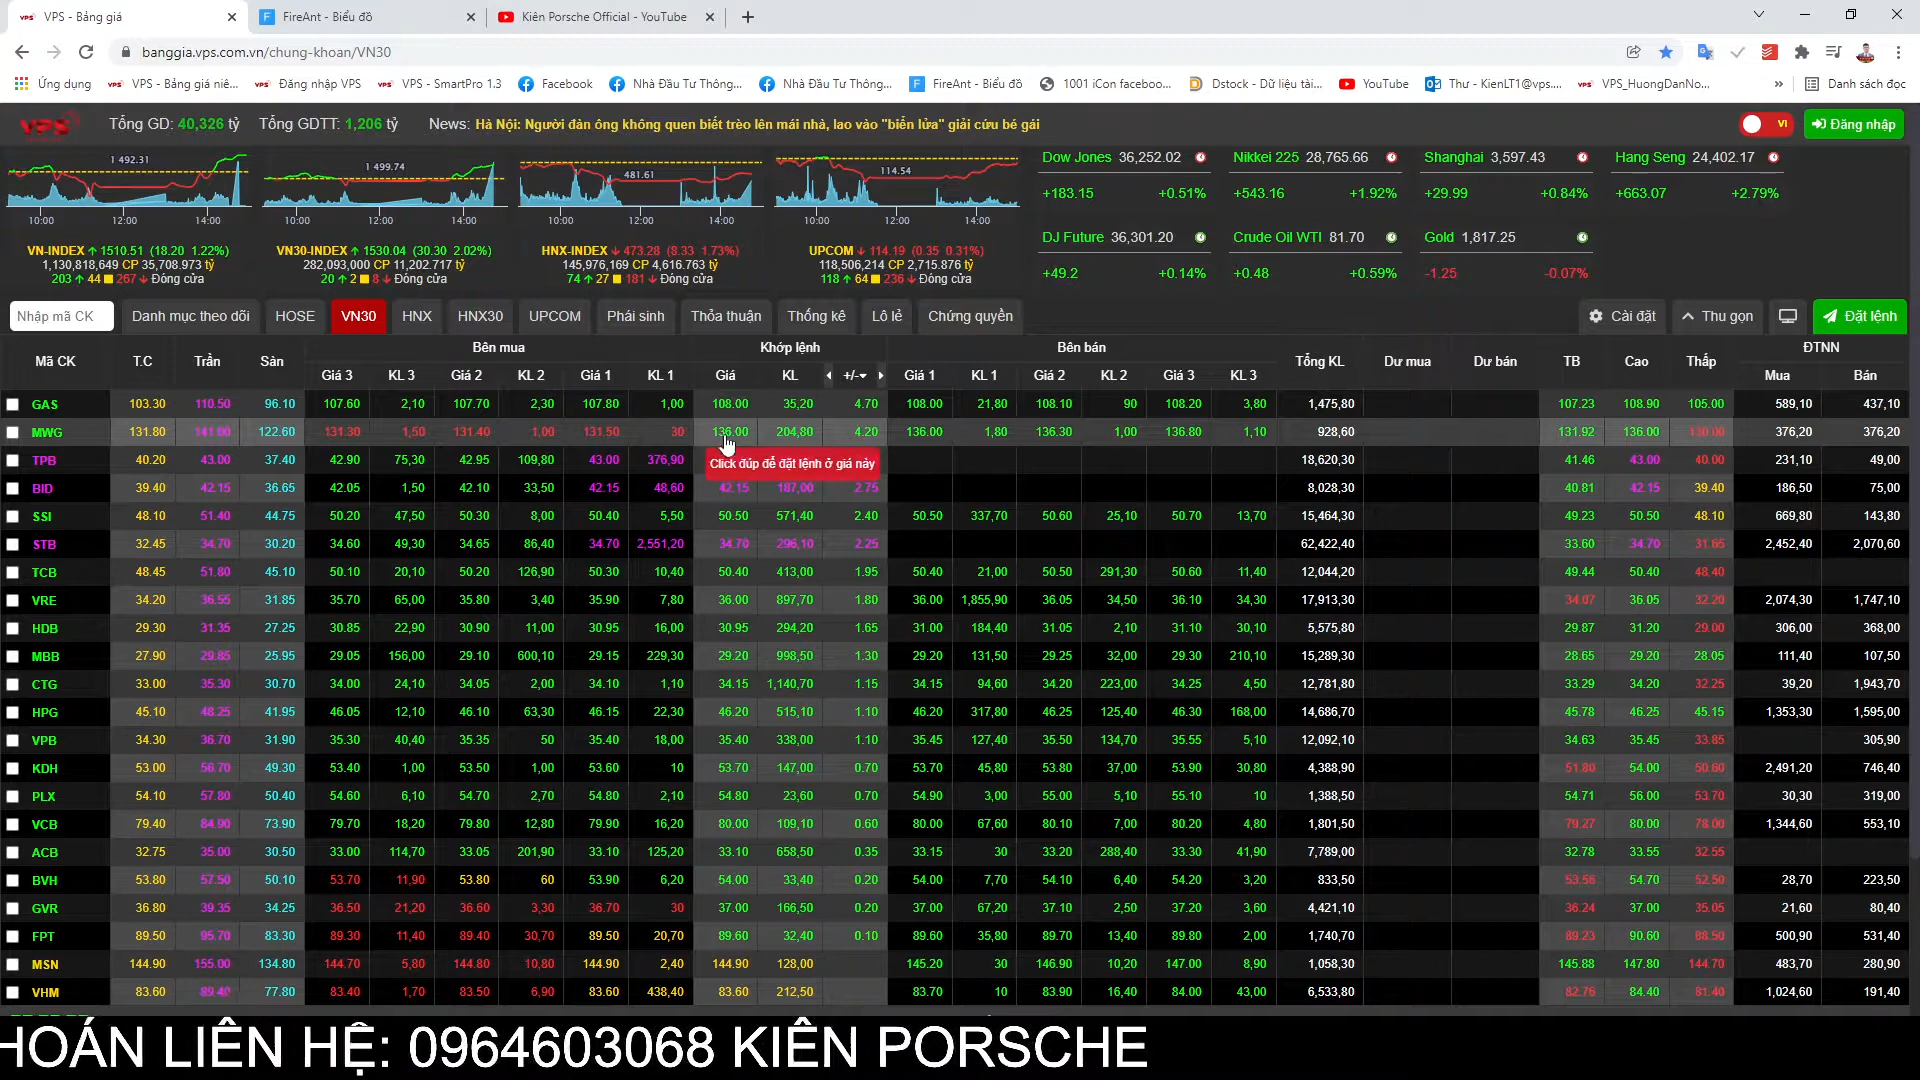 VPS - Bảng giá
FireAnt - Biểu đồ
Kiên Porsche Official - YouTube
banggia.vps.com.vn/chung-khoan/VN30
Ứng dụng
VPS - Bảng giá niê...
Đăng nhập VPS
VPS - SmartPro 1.3
Facebook
Nhà Đầu Tư Thông...
Nhà Đầu Tư Thông...
FireAnt - Biểu đồ
1001 iCon faceboo...
Dstock - Dữ liệu tài...
YouTube
Thư - KienLT1@vps....
VPS_HuongDanNo...
»
Danh sách đọc
VPS Tổng GD: 40,326 tỷ Tổng GDTT: 1,206 tỷ News: Hà Nội: Người đàn ông không quen biết trèo lên mái nhà, lao vào "biển lửa" giải cứu bé gái
VI
Đăng nhập
1 492.31
10:00 12:00 14:00
VN-INDEX 1510.51 (18.20 1.22%)
1,130,818,649 CP 35,708.973 tỷ
203 44 267 Đóng cửa
1 499.74
10:00 12:00 14:00
VN30-INDEX 1530.04 (30.30 2.02%)
282,093,000 CP 11,202.717 tỷ
20 2 8 Đóng cửa
481.61
10:00 12:00 14:00
HNX-INDEX 473.28 (8.33 1.73%)
145,976,169 CP 4,616.763 tỷ
74 27 181 Đóng cửa
114.54
10:00 12:00 14:00
UPCOM 114.19 (0.35 0.31%)
118,506,214 CP 2,715.876 tỷ
118 64 236 Đóng cửa
Dow Jones 36,252.02
+183.15 +0.51%
Nikkei 225 28,765.66
+543.16 +1.92%
Shanghai 3,597.43
+29.99 +0.84%
Hang Seng 24,402.17
+663.07 +2.79%
DJ Future 36,301.20
+49.2 +0.14%
Crude Oil WTI 81.70
+0.48 +0.59%
Gold 1,817.25
-1.25 -0.07%
Nhập mã CK Danh mục theo dõi HOSE VN30 HNX HNX30 UPCOM Phái sinh Thỏa thuận Thống kê Lô lẻ Chứng quyền Cài đặt Thu gọn Đặt lệnh
Mã CK T.C Trần Sàn Bên mua Khớp lệnh Bên bán Tổng KL Dư mua Dư bán TB Cao Thấp ĐTNN
Giá 3 KL 3 Giá 2 KL 2 Giá 1 KL 1 Giá KL +/- Giá 1 KL 1 Giá 2 KL 2 Giá 3 KL 3 Mua Bán
GAS 103.30 110.50 96.10 107.60 2,10 107.70 2,30 107.80 1,00 108.00 35,20 4.70 108.00 21,80 108.10 90 108.20 3,80 1,475,80 107.23 108.90 105.00 589,10 437,10
MWG 131.80 141.00 122.60 131.30 1,50 131.40 1,00 131.50 30 136.00 204,80 4.20 136.00 1,80 136.30 1,00 136.80 1,10 928,60 131.92 136.00 130.00 376,20 376,20
TPB 40.20 43.00 37.40 42.90 75,30 42.95 109,80 43.00 376,90 Click đúp để đặt lệnh ở giá này 18,620,30 41.46 43.00 40.00 231,10 49,00
BID 39.40 42.15 36.65 42.05 1,50 42.10 33,50 42.15 48,60 42.15 187,00 2.75 8,028,30 40.81 42.15 39.40 186,50 75,00
SSI 48.10 51.40 44.75 50.20 47,50 50.30 8,00 50.40 5,50 50.50 571,40 2.40 50.50 337,70 50.60 25,10 50.70 13,70 15,464,30 49.23 50.50 48.10 669,80 143,80
STB 32.45 34.70 30.20 34.60 49,30 34.65 86,40 34.70 2,551,20 34.70 296,10 2.25 62,422,40 33.60 34.70 31.65 2,452,40 2,070,60
TCB 48.45 51.80 45.10 50.10 20,10 50.20 126,90 50.30 10,40 50.40 413,00 1.95 50.40 21,00 50.50 291,30 50.60 11,40 12,044,20 49.44 50.40 48.40
VRE 34.20 36.55 31.85 35.70 65,00 35.80 3,40 35.90 7,80 36.00 897,70 1.80 36.00 1,855,90 36.05 34,50 36.10 34,30 17,913,30 34.07 36.05 32.20 2,074,30 1,747,10
HDB 29.30 31.35 27.25 30.85 22,90 30.90 11,00 30.95 16,00 30.95 294,20 1.65 31.00 184,40 31.05 2,10 31.10 30,10 5,575,80 29.87 31.20 29.00 306,00 368,00
MBB 27.90 29.85 25.95 29.05 156,00 29.10 600,10 29.15 229,30 29.20 998,50 1.30 29.20 131,50 29.25 32,00 29.30 210,10 15,289,30 28.65 29.20 28.05 111,40 107,50
CTG 33.00 35.30 30.70 34.00 24,10 34.05 2,00 34.10 1,10 34.15 1,140,70 1.15 34.15 94,60 34.20 223,00 34.25 4,50 12,781,80 33.29 34.20 32.25 39,20 1,943,70
HPG 45.10 48.25 41.95 46.05 12,10 46.10 63,30 46.15 22,30 46.20 515,10 1.10 46.20 317,80 46.25 125,40 46.30 168,00 14,686,70 45.78 46.25 45.15 1,353,30 1,595,00
VPB 34.30 36.70 31.90 35.30 40,40 35.35 50 35.40 18,00 35.40 338,00 1.10 35.45 127,40 35.50 134,70 35.55 5,10 12,092,10 34.63 35.45 33.85 305,90
KDH 53.00 56.70 49.30 53.40 1,00 53.50 1,00 53.60 10 53.70 147,00 0.70 53.70 45,80 53.80 37,00 53.90 30,80 4,388,90 51.80 54.00 50.60 2,491,20 746,40
PLX 54.10 57.80 50.40 54.60 6,10 54.70 2,70 54.80 2,10 54.80 23,60 0.70 54.90 3,00 55.00 5,10 55.10 10 1,388,50 54.71 56.00 53.70 30,30 319,00
VCB 79.40 84.90 73.90 79.70 18,20 79.80 12,80 79.90 16,20 80.00 109,10 0.60 80.00 67,60 80.10 7,00 80.20 4,80 1,801,50 79.27 80.00 78.00 1,344,60 553,10
ACB 32.75 35.00 30.50 33.00 114,70 33.05 201,90 33.10 125,20 33.10 658,50 0.35 33.15 30 33.20 288,40 33.30 41,90 7,789,00 32.78 33.55 32.55
BVH 53.80 57.50 50.10 53.70 11,90 53.80 60 53.90 6,20 54.00 33,40 0.20 54.00 7,70 54.10 6,40 54.20 3,20 833,50 53.56 54.70 52.50 28,70 223,50
GVR 36.80 39.35 34.25 36.50 21,20 36.60 3,30 36.70 30 37.00 166,50 0.20 37.00 67,20 37.10 2,50 37.20 3,60 4,421,10 36.24 37.00 35.05 21,60 80,40
FPT 89.50 95.70 83.30 89.30 11,40 89.40 30,70 89.50 20,70 89.60 32,40 0.10 89.60 35,80 89.70 13,40 89.80 2,00 1,740,70 89.23 90.60 88.50 500,90 531,40
MSN 144.90 155.00 134.80 144.70 5,80 144.80 10,80 144.90 2,40 144.90 128,00 145.20 30 146.90 10,20 147.00 8,90 1,058,30 145.88 147.80 144.70 483,70 280,90
VHM 83.60 89.40 77.80 83.40 1,70 83.50 6,90 83.60 438,40 83.60 212,50 83.70 10 83.90 16,40 84.00 43,00 6,533,80 82.76 84.40 81.40 1,024,60 191,40
HOÁN LIÊN HỆ: 0964603068 KIÊN PORSCHE